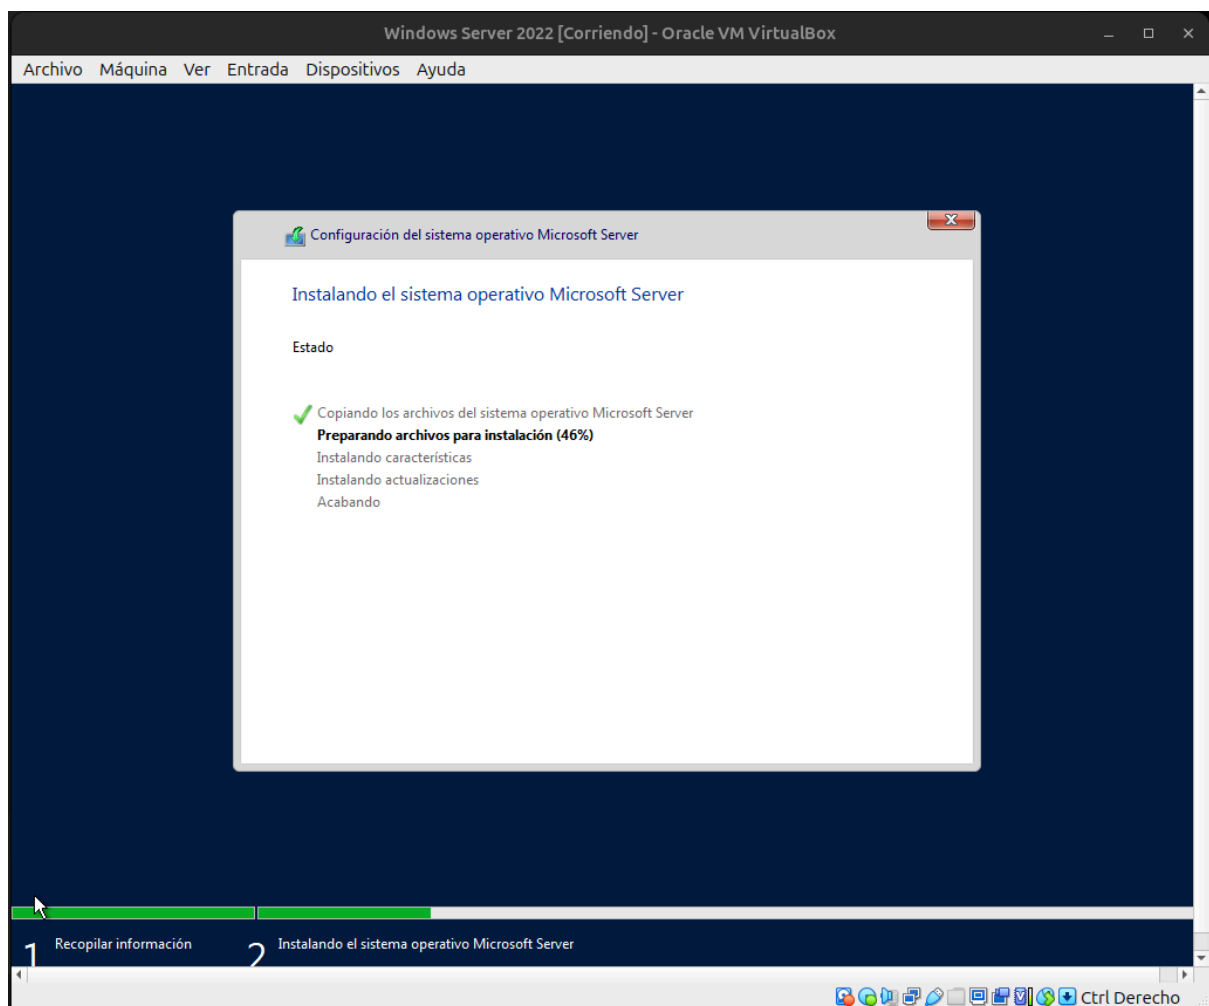 Windows Server 2022 [Corriendo] - Oracle VM VirtualBox
Archivo Máquina Ver Entrada Dispositivos Ayuda
Configuración del sistema operativo Microsoft Server
Instalando el sistema operativo Microsoft Server
Estado
Copiando los archivos del sistema operativo Microsoft Server
Preparando archivos para instalación (46%)
Instalando características
Instalando actualizaciones
Acabando
1 Recopilar información 2 Instalando el sistema operativo Microsoft Server
Ctrl Derecho